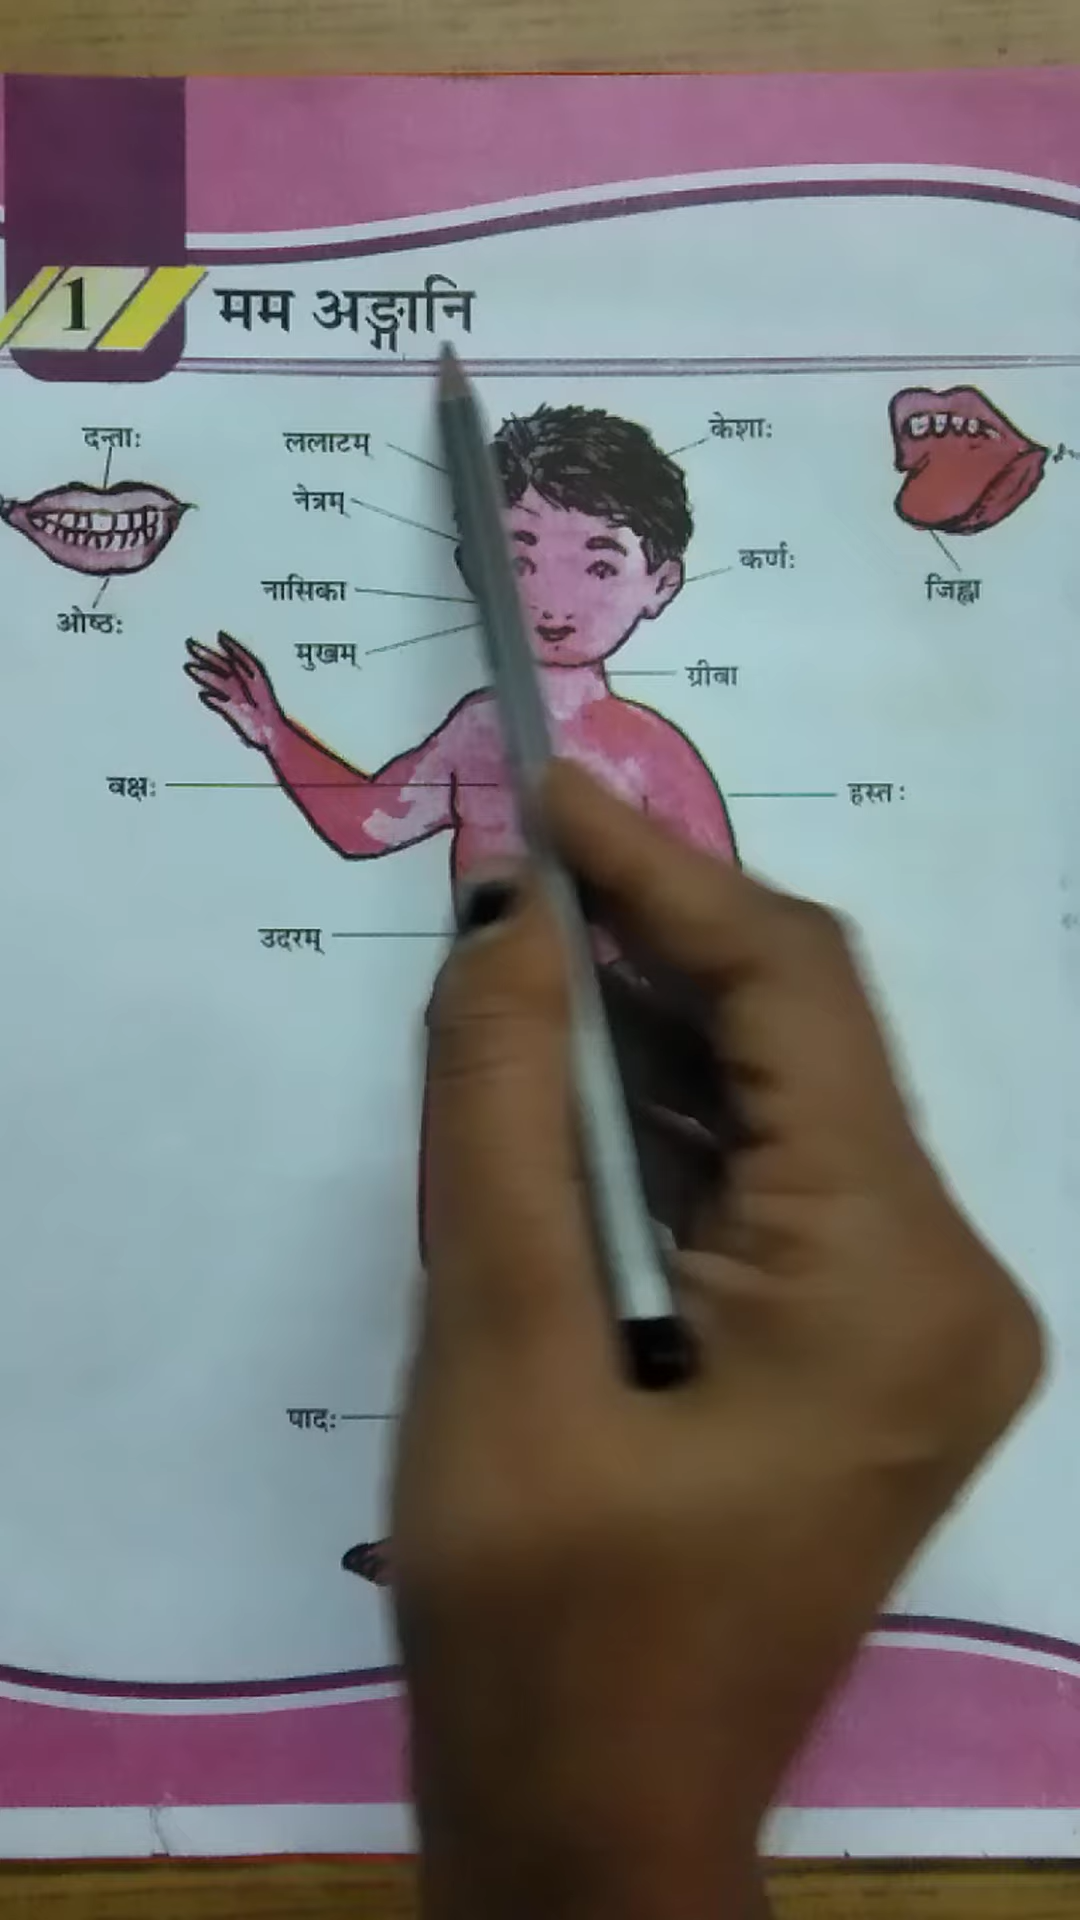 1
मम अङ्गानि
दन्ताः
ललाटम्
केशाः
नेत्रम्
कर्णः
नासिका
जिह्वा
ओष्ठः
मुखम्
ग्रीवा
वक्षः
हस्तः
उदरम्
पादः